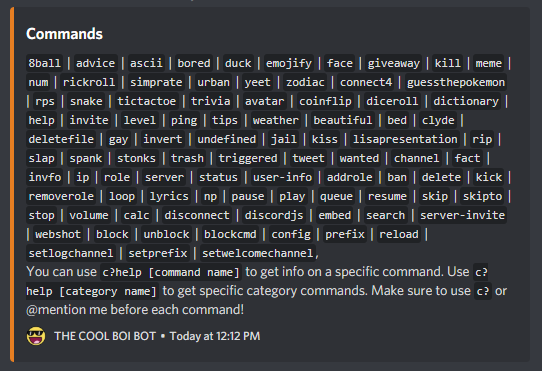 Commands
8ball | advice | ascii | bored | duck | emojify | face | giveaway | kill | meme |
num | rickroll | simprate | urban | yeet | zodiac | connect4 | guessthepokemon
| rps | snake | tictactoe | trivia | avatar | coinflip | diceroll | dictionary |
help | invite | level | ping | tips | weather | beautiful | bed | clyde |
deletefile | gay | invert | undefined | jail | kiss | lisapresentation | rip |
slap | spank | stonks | trash | triggered | tweet | wanted | channel | fact |
invfo | ip | role | server | status | user-info | addrole | ban | delete | kick |
removerole | loop | lyrics | np | pause | play | queue | resume | skip | skipto |
stop | volume | calc | disconnect | discordjs | embed | search | server-invite
| webshot | block | unblock | blockcmd | config | prefix | reload |
setlogchannel | setprefix | setwelcomechannel,
You can use c?help [command name] to get info on a specific command. Use c?
help [category name] to get specific category commands. Make sure to use c? or
@mention me before each command!
THE COOL BOI BOT • Today at 12:12 PM